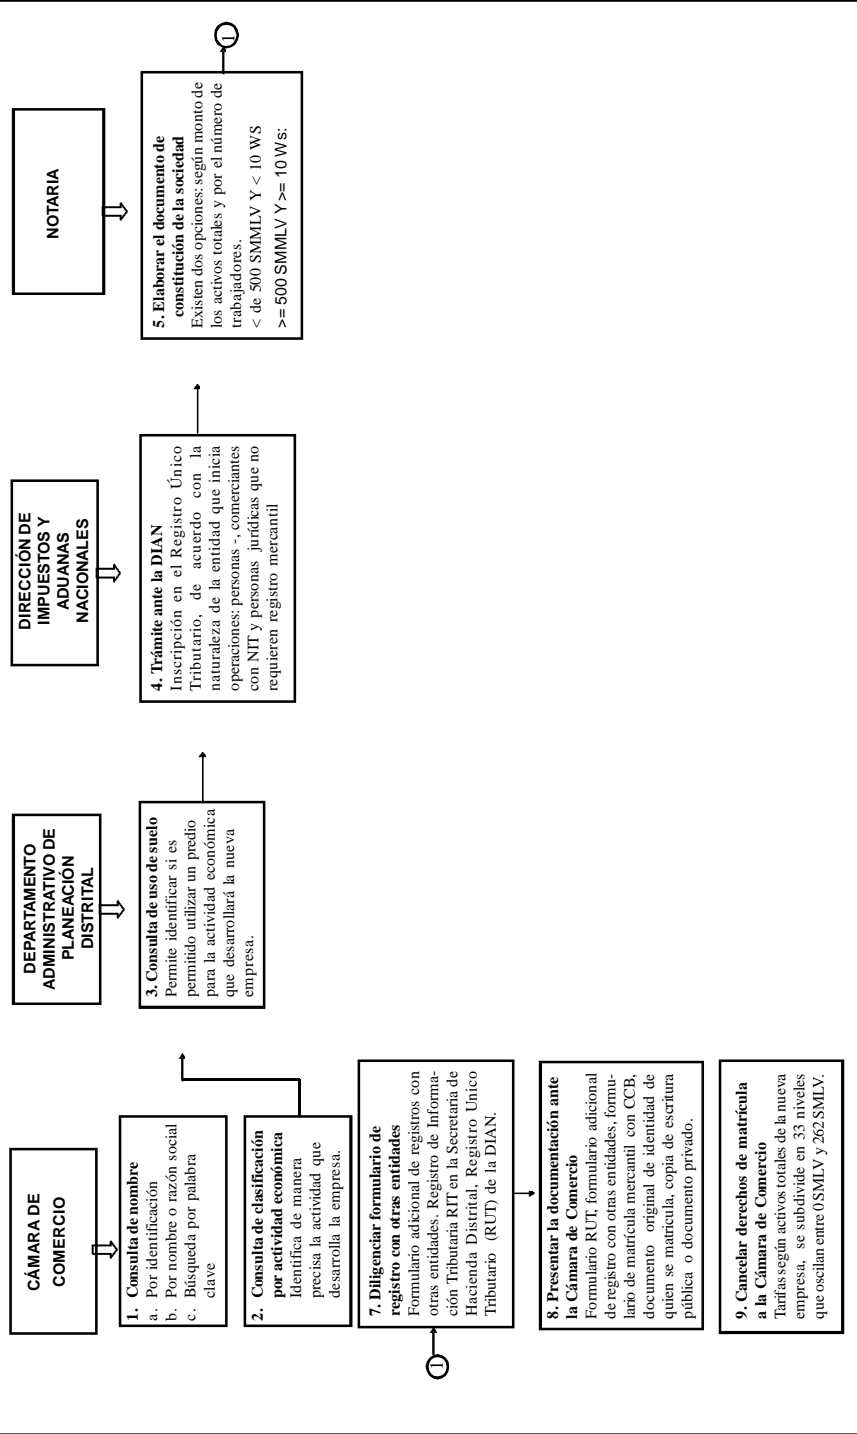 CÁMARA DE
COMERCIO
1. Consulta de nombre
a. Por identificación
b. Por nombre o razón social
c. Búsqueda por palabra
clave
2. Consulta de clasificación
por actividad económica
Identifica de manera
precisa la actividad que
desarrolla la empresa.
DEPARTAMENTO
ADMINISTRATIVO DE
PLANEACIÓN
DISTRITAL
3. Consulta de uso de suelo
Permite identificar si es
permitido utilizar un predio
para la actividad económica
que desarrollará la nueva
empresa.
DIRECCIÓN DE
IMPUESTOS Y
ADUANAS
NACIONALES
4. Trámite ante la DIAN
Inscripción en el Registro Único
Tributario, de acuerdo con la
naturaleza de la entidad que inicia
operaciones: personas -, comerciantes
con NIT y personas jurídicas que no
requieren registro mercantil
NOTARIA
5. Elaborar el documento de
constitución de la sociedad
Existen dos opciones: según monto de
los activos totales y por el número de
trabajadores.
< de 500 SMMLV Y < 10 WS
>= 500 SMMLV Y >= 10 Ws:
1
1
7. Diligenciar formulario de
registro con otras entidades
Formulario adicional de registros con
otras entidades. Registro de Informa-
ción Tributaria RIT en la Secretaría de
Hacienda Distrital, Registro Unico
Tributario (RUT) de la DIAN.
8. Presentar la documentación ante
la Cámara de Comercio
Formulario RUT, formulario adicional
de registro con otras entidades, formu-
lario de matrícula mercantil con CCB,
documento original de identidad de
quien se matrícula, copia de escritura
pública o documento privado.
9. Cancelar derechos de matrícula
a la Cámara de Comercio
Tarifas según activos totales de la nueva
empresa, se subdivide en 33 niveles
que oscilan entre 0 SMLV y 262 SMLV.